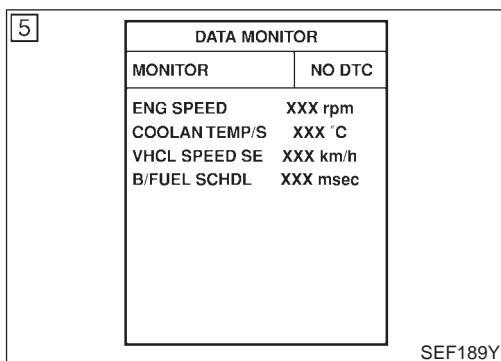 5
DATA MONITOR
MONITOR NO DTC
ENG SPEED XXX rpm
COOLAN TEMP/S XXX °C
VHCL SPEED SE XXX km/h
B/FUEL SCHDL XXX msec
SEF189Y